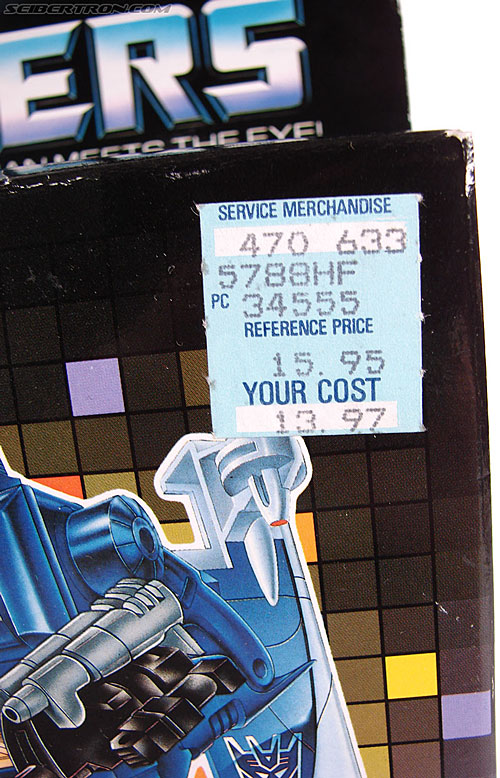 SEIBERTRON.COM
ERS
AN MEETS THE EYE!
SERVICE MERCHANDISE
470 633
5788HF
PC 34555
REFERENCE PRICE
15.95
YOUR COST
13.97